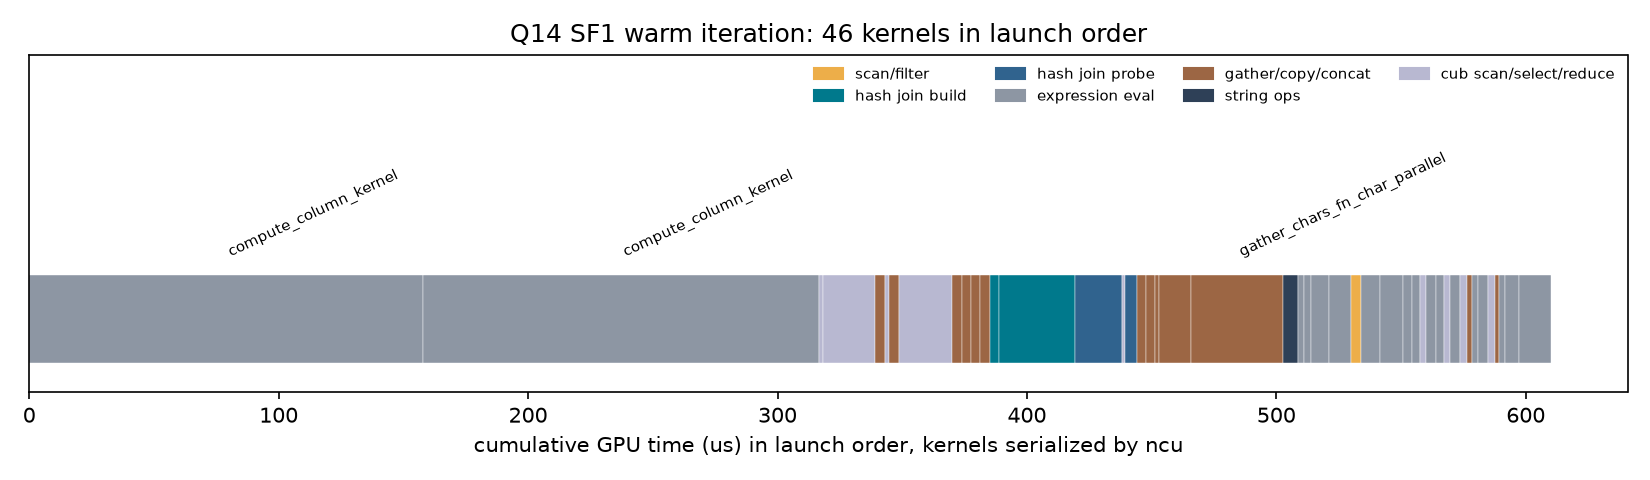 Q14 SF1 warm iteration: 46 kernels in launch order
scan/filter
hash join build
hash join probe
expression eval
gather/copy/concat
string ops
cub scan/select/reduce
compute_column_kernel
compute_column_kernel
gather_chars_fn_char_parallel
0 100 200 300 400 500 600
cumulative GPU time (us) in launch order, kernels serialized by ncu